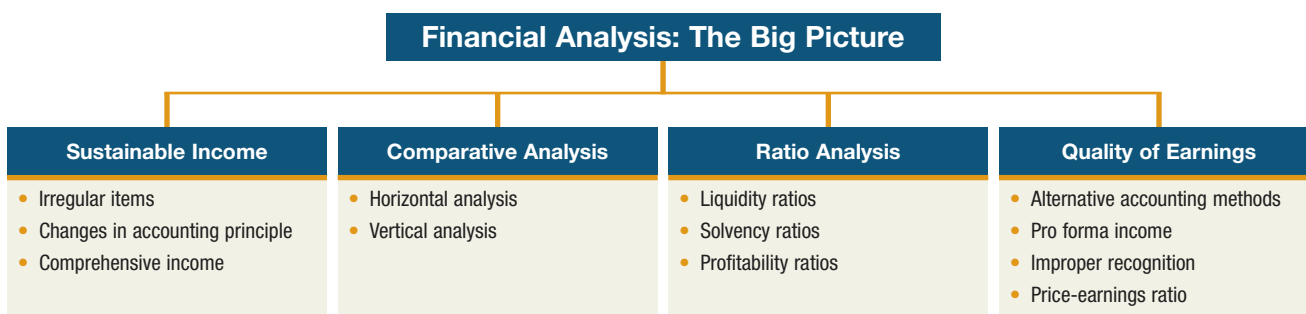 Financial Analysis: The Big Picture
Sustainable Income
• Irregular items
• Changes in accounting principle
• Comprehensive income
Comparative Analysis
• Horizontal analysis
• Vertical analysis
Ratio Analysis
• Liquidity ratios
• Solvency ratios
• Profitability ratios
Quality of Earnings
• Alternative accounting methods
• Pro forma income
• Improper recognition
• Price-earnings ratio